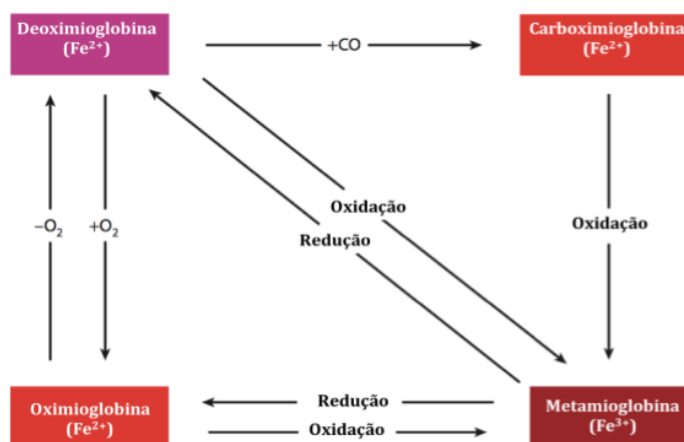 Deoximioglobina
(Fe²⁺)
+CO
Carboximioglobina
(Fe²⁺)
Oxidação
Redução
Oxidação
−O₂
+O₂
Oximioglobina
(Fe²⁺)
Redução
Oxidação
Metamioglobina
(Fe³⁺)